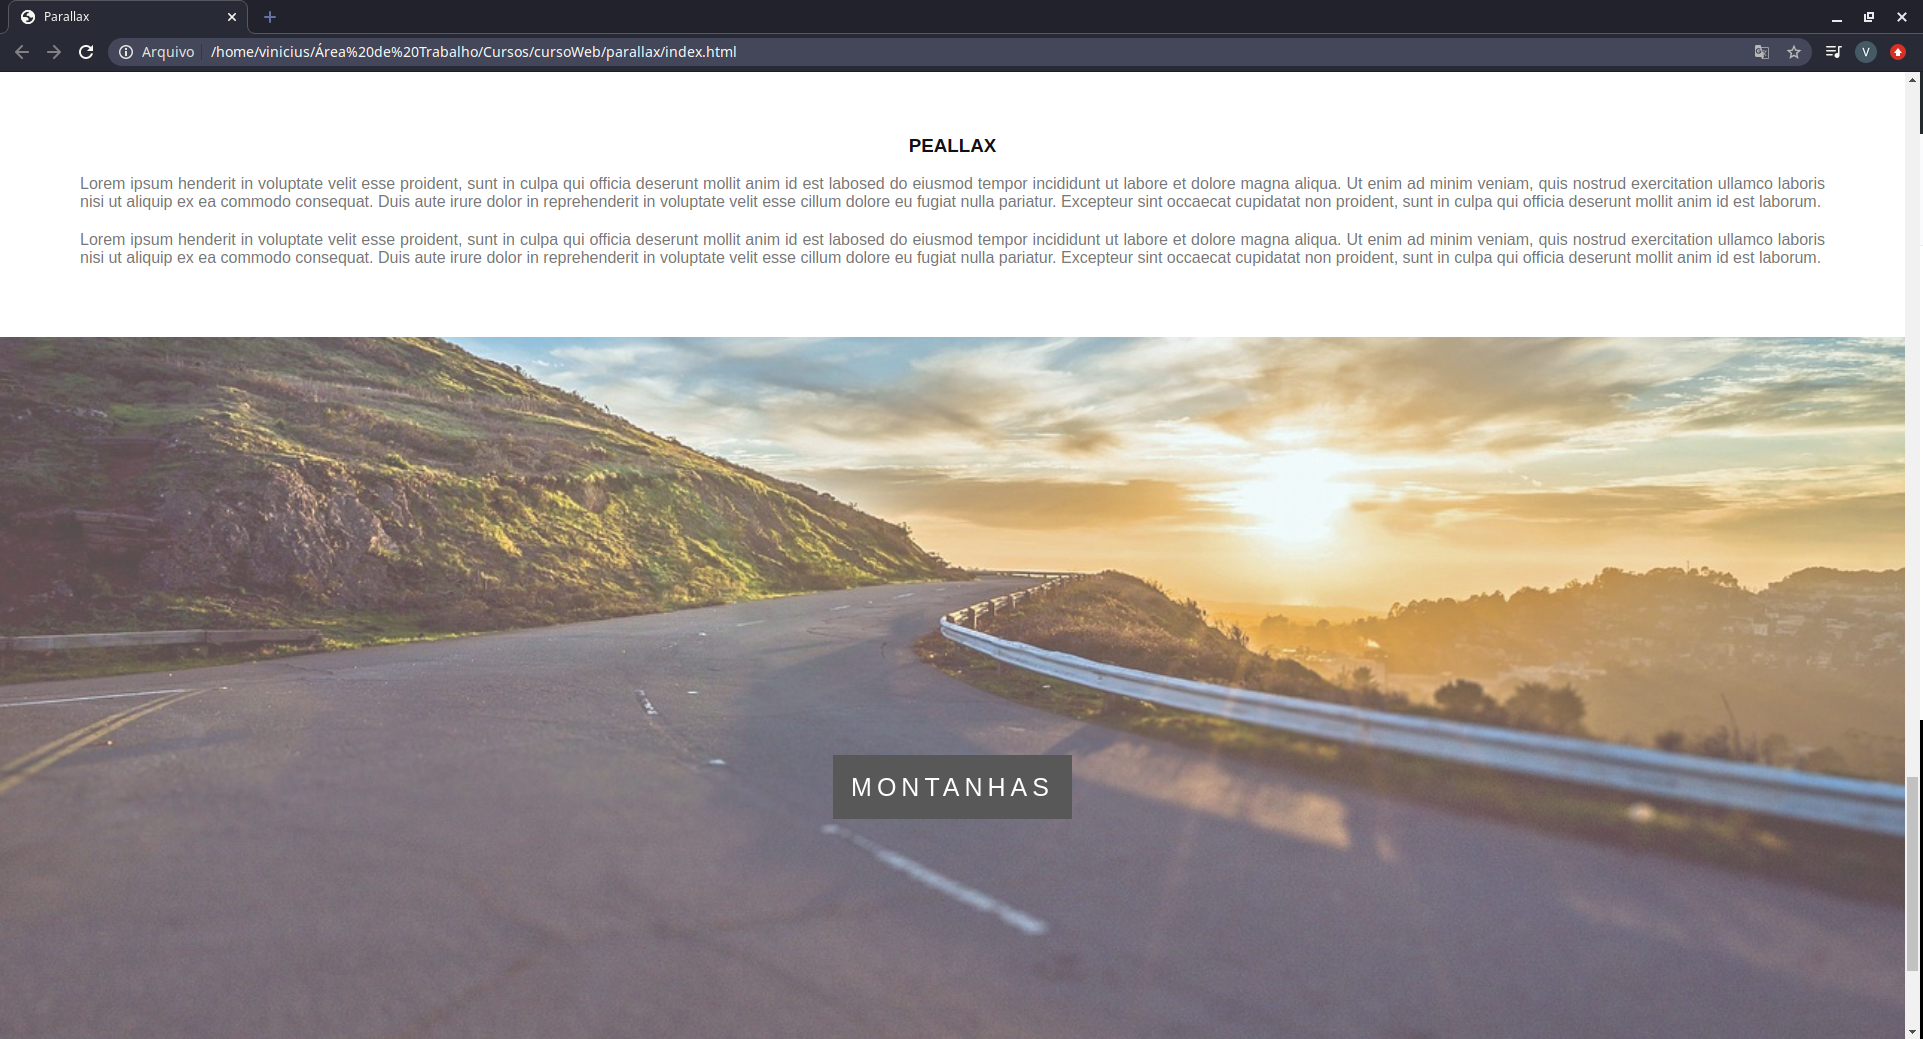 Parallax
Arquivo /home/vinicius/Área%20de%20Trabalho/Cursos/cursoWeb/parallax/index.html
V
PEALLAX
Lorem ipsum henderit in voluptate velit esse proident, sunt in culpa qui officia deserunt mollit anim id est labosed do eiusmod tempor incididunt ut labore et dolore magna aliqua. Ut enim ad minim veniam, quis nostrud exercitation ullamco laboris
nisi ut aliquip ex ea commodo consequat. Duis aute irure dolor in reprehenderit in voluptate velit esse cillum dolore eu fugiat nulla pariatur. Excepteur sint occaecat cupidatat non proident, sunt in culpa qui officia deserunt mollit anim id est laborum.
Lorem ipsum henderit in voluptate velit esse proident, sunt in culpa qui officia deserunt mollit anim id est labosed do eiusmod tempor incididunt ut labore et dolore magna aliqua. Ut enim ad minim veniam, quis nostrud exercitation ullamco laboris
nisi ut aliquip ex ea commodo consequat. Duis aute irure dolor in reprehenderit in voluptate velit esse cillum dolore eu fugiat nulla pariatur. Excepteur sint occaecat cupidatat non proident, sunt in culpa qui officia deserunt mollit anim id est laborum.
MONTANHAS